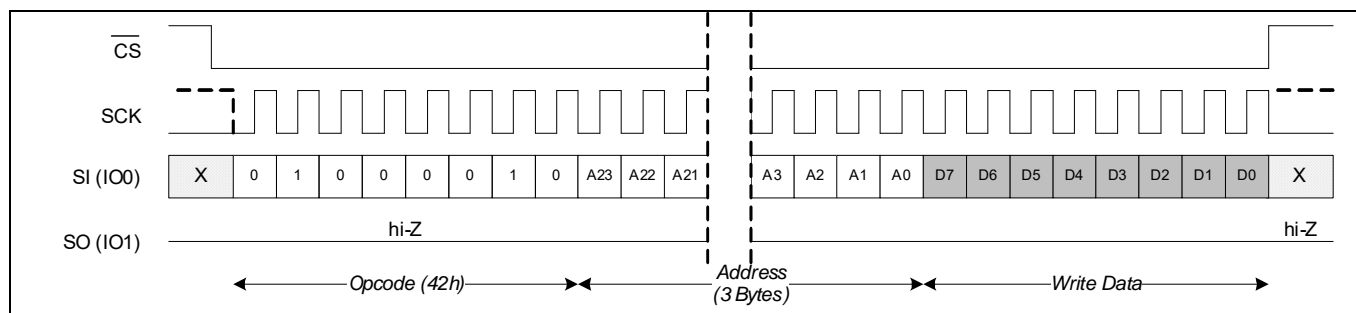 CS
SCK
SI (IO0) X 0 1 0 0 0 0 1 0 A23 A22 A21 A3 A2 A1 A0 D7 D6 D5 D4 D3 D2 D1 D0 X
hi-Z hi-Z
SO (IO1)
Opcode (42h) Address (3 Bytes) Write Data